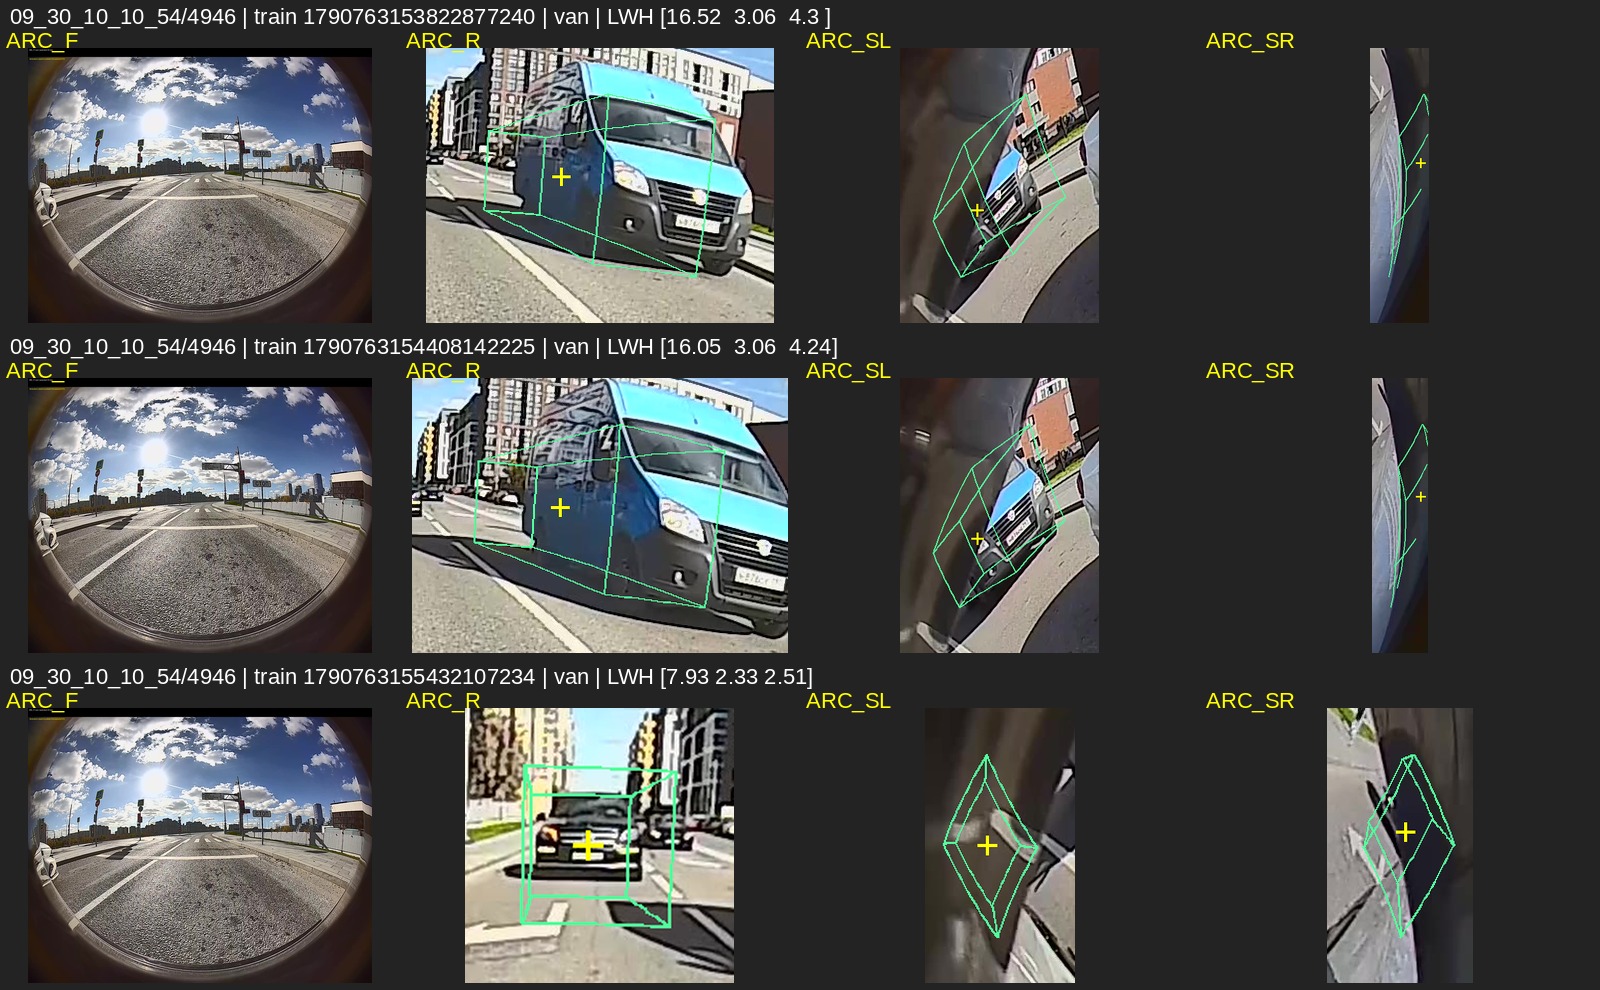 09_30_10_10_54/4946 | train 1790763153822877240 | van | LWH [16.52  3.06  4.3 ]
ARC_F ARC_R ARC_SL ARC_SR
09_30_10_10_54/4946 | train 1790763154408142225 | van | LWH [16.05  3.06  4.24]
ARC_F ARC_R ARC_SL ARC_SR
09_30_10_10_54/4946 | train 1790763155432107234 | van | LWH [7.93 2.33 2.51]
ARC_F ARC_R ARC_SL ARC_SR